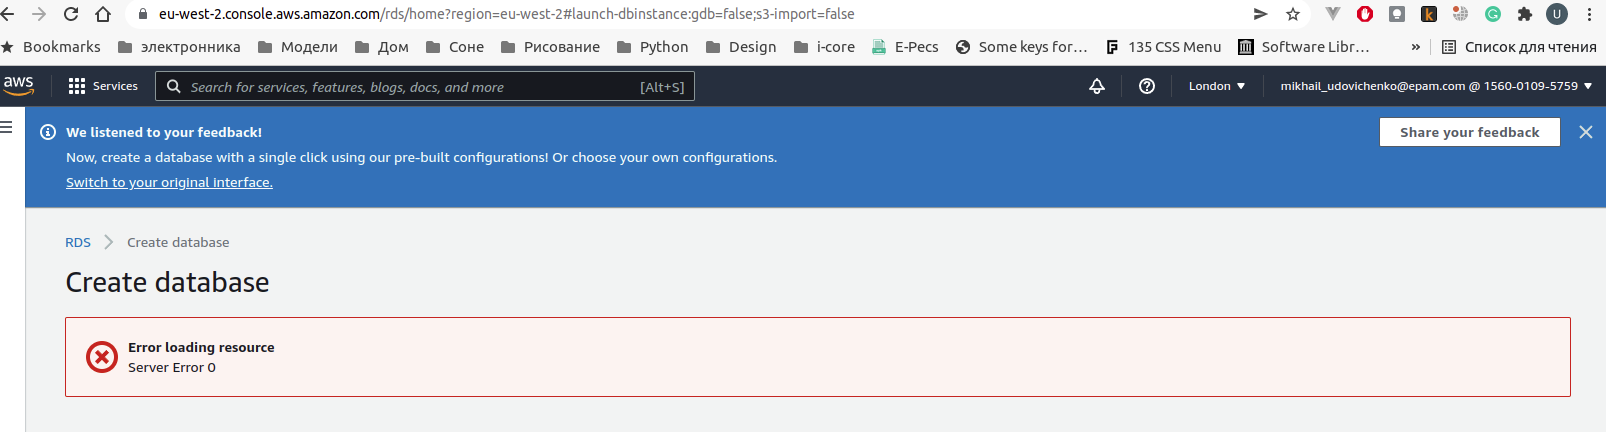 eu-west-2.console.aws.amazon.com/rds/home?region=eu-west-2#launch-dbinstance:gdb=false;s3-import=false
U
Bookmarks электроника Модели Дом Соне Рисование Python Design i-core E-Pecs Some keys for… 135 CSS Menu Software Libr… » Список для чтения
aws Services Search for services, features, blogs, docs, and more [Alt+S] London mikhail_udovichenko@epam.com @ 1560-0109-5759
We listened to your feedback! Share your feedback
Now, create a database with a single click using our pre-built configurations! Or choose your own configurations.
Switch to your original interface.
RDS Create database
Create database
Error loading resource
Server Error 0